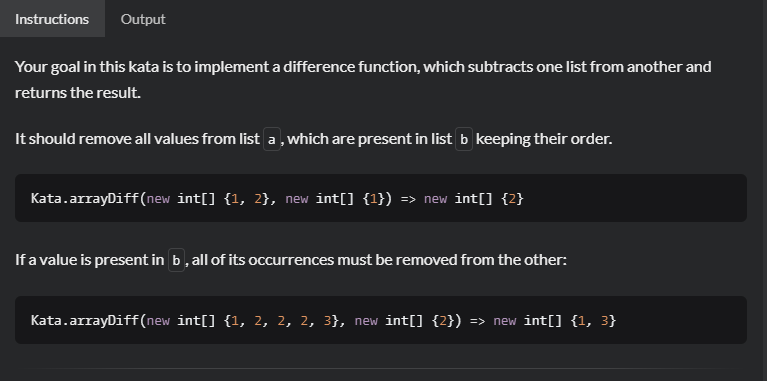 Instructions Output
Your goal in this kata is to implement a difference function, which subtracts one list from another and
returns the result.
It should remove all values from list a, which are present in list b keeping their order.
Kata.arrayDiff(new int[] {1, 2}, new int[] {1}) => new int[] {2}
If a value is present in b, all of its occurrences must be removed from the other:
Kata.arrayDiff(new int[] {1, 2, 2, 2, 3}, new int[] {2}) => new int[] {1, 3}